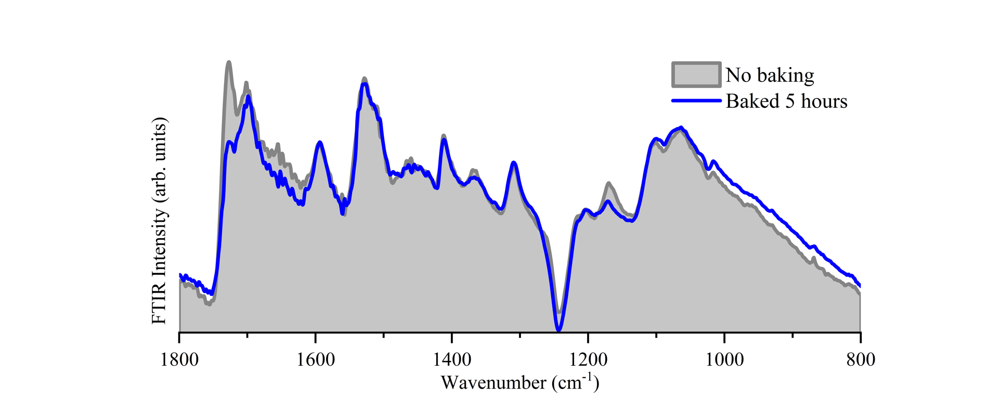 No baking
Baked 5 hours
FTIR Intensity (arb. units)
1800 1600 1400 1200 1000 800
Wavenumber (cm⁻¹)